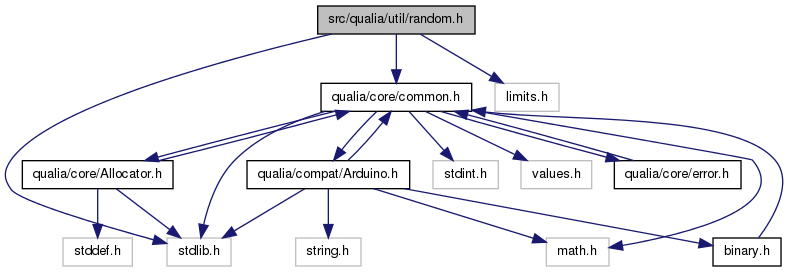 src/qualia/util/random.h
qualia/core/common.h
limits.h
qualia/core/Allocator.h
qualia/compat/Arduino.h
stdint.h
values.h
qualia/core/error.h
stddef.h
stdlib.h
string.h
math.h
binary.h